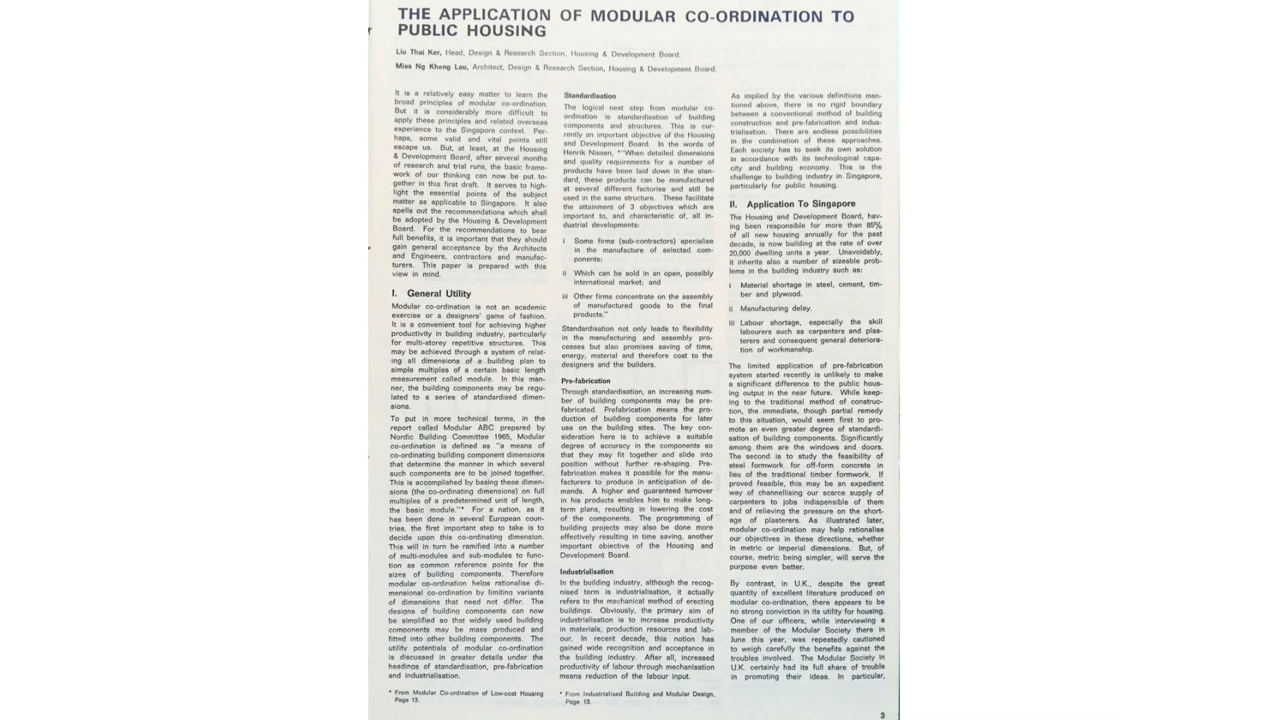 THE APPLICATION OF MODULAR CO-ORDINATION TO
PUBLIC HOUSING
Liu Thai Ker, Head, Design & Research Section, Housing & Development Board.
Miss Ng Kheng Lau, Architect, Design & Research Section, Housing & Development Board.
It is a relatively easy matter to learn the
broad principles of modular co-ordination.
But it is considerably more difficult to
apply these principles and related overseas
experience to the Singapore context. Per-
haps, some valid and vital points still
escape us. But, at least, at the Housing
& Development Board, after several months
of research and trial runs, the basic frame-
work of our thinking can now be put to-
gether in this first draft. It serves to high-
light the essential points of the subject
matter as applicable to Singapore. It also
spells out the recommendations which shall
be adopted by the Housing & Development
Board. For the recommendations to bear
full benefits, it is important that they should
gain general acceptance by the Architects
and Engineers, contractors and manufac-
turers. This paper is prepared with this
view in mind.
I. General Utility
Modular co-ordination is not an academic
exercise or a designers' game of fashion.
It is a convenient tool for achieving higher
productivity in building industry, particularly
for multi-storey repetitive structures. This
may be achieved through a system of relat-
ing all dimensions of a building plan to
simple multiples of a certain basic length
measurement called module. In this man-
ner, the building components may be regu-
lated to a series of standardised dimen-
sions.
To put in more technical terms, in the
report called Modular ABC prepared by
Nordic Building Committee 1965, Modular
co-ordination is defined as "a means of
co-ordinating building component dimensions
that determine the manner in which several
such components are to be joined together.
This is accomplished by basing these dimen-
sions (the co-ordinating dimensions) on full
multiples of a predetermined unit of length,
the basic module."* For a nation, as it
has been done in several European coun-
tries, the first important step to take is to
decide upon this co-ordinating dimension.
This will in turn be ramified into a number
of multi-modules and sub-modules to func-
tion as common reference points for the
sizes of building components. Therefore
modular co-ordination helps rationalise di-
mensional co-ordination by limiting variants
of dimensions that need not differ. The
designs of building components can now
be simplified so that widely used building
components may be mass produced and
fitted into other building components. The
utility potentials of modular co-ordination
is discussed in greater details under the
headings of standardisation, pre-fabrication
and industrialisation.
* From Modular Co-ordination of Low-cost Housing
Page 13.
Standardisation
The logical next step from modular co-
ordination is standardisation of building
components and structures. This is cur-
rently an important objective of the Housing
and Development Board. In the words of
Henrik Nissen, *"When detailed dimensions
and quality requirements for a number of
products have been laid down in the stan-
dard, these products can be manufactured
at several different factories and still be
used in the same structure. These facilitate
the attainment of 3 objectives which are
important to, and characteristic of, all in-
dustrial developments:
i Some firms (sub-contractors) specialise
in the manufacture of selected com-
ponents;
ii Which can be sold in an open, possibly
international market; and
iii Other firms concentrate on the assembly
of manufactured goods to the final
products."
Standardisation not only leads to flexibility
in the manufacturing and assembly pro-
cesses but also promises saving of time,
energy, material and therefore cost to the
designers and the builders.
Pre-fabrication
Through standardisation, an increasing num-
ber of building components may be pre-
fabricated. Prefabrication means the pro-
duction of building components for later
use on the building sites. The key con-
sideration here is to achieve a suitable
degree of accuracy in the components so
that they may fit together and slide into
position without further re-shaping. Pre-
fabrication makes it possible for the manu-
facturers to produce in anticipation of de-
mands. A higher and guaranteed turnover
in his products enables him to make long-
term plans, resulting in lowering the cost
of the components. The programming of
building projects may also be done more
effectively resulting in time saving, another
important objective of the Housing and
Development Board.
Industrialisation
In the building industry, although the recog-
nised term is industrialisation, it actually
refers to the mechanical method of erecting
buildings. Obviously, the primary aim of
industrialisation is to increase productivity
in materials, production resources and lab-
our. In recent decade, this notion has
gained wide recognition and acceptance in
the building industry. After all, increased
productivity of labour through mechanisation
means reduction of the labour input.
* From Industrialised Building and Modular Design,
Page 13.
As implied by the various definitions men-
tioned above, there is no rigid boundary
between a conventional method of building
construction and pre-fabrication and indus-
trialisation. There are endless possibilities
in the combination of these approaches.
Each society has to seek its own solution
in accordance with its technological capa-
city and building economy. This is the
challenge to building industry in Singapore,
particularly for public housing.
II. Application To Singapore
The Housing and Development Board, hav-
ing been responsible for more than 85%
of all new housing annually for the past
decade, is now building at the rate of over
20,000 dwelling units a year. Unavoidably,
it inherits also a number of sizeable prob-
lems in the building industry such as:
i Material shortage in steel, cement, tim-
ber and plywood.
ii Manufacturing delay.
iii Labour shortage, especially the skill
labourers such as carpenters and plas-
terers and consequent general deteriora-
tion of workmanship.
The limited application of pre-fabrication
system started recently is unlikely to make
a significant difference to the public hous-
ing output in the near future. While keep-
ing to the traditional method of construc-
tion, the immediate, though partial remedy
to this situation, would seem first to pro-
mote an even greater degree of standardi-
sation of building components. Significantly
among them are the windows and doors.
The second is to study the feasibility of
steel formwork for off-form concrete in
lieu of the traditional timber formwork. If
proved feasible, this may be an expedient
way of channelising our scarce supply of
carpenters to jobs indispensible of them
and of relieving the pressure on the short-
age of plasterers. As illustrated later,
modular co-ordination may help rationalise
our objectives in these directions, whether
in metric or imperial dimensions. But, of
course, metric being simpler, will serve the
purpose even better.
By contrast, in U.K., despite the great
quantity of excellent literature produced on
modular co-ordination, there appears to be
no strong conviction in its utility for housing.
One of our officers, while interviewing a
member of the Modular Society there in
June this year, was repeatedly cautioned
to weigh carefully the benefits against the
troubles involved. The Modular Society in
U.K. certainly had its full share of trouble
in promoting their ideas. In particular,
3